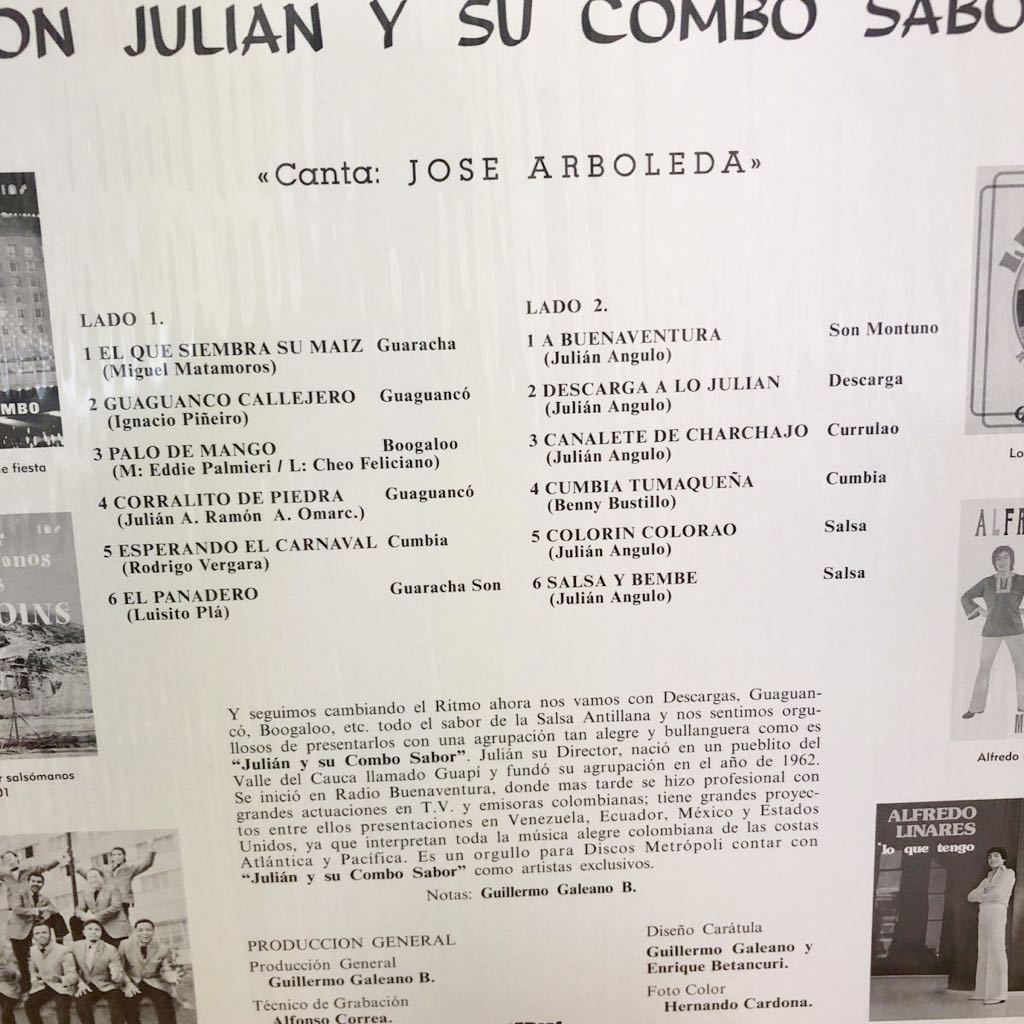 ON JULIAN Y SU COMBO SABO
«Canta: JOSE ARBOLEDA»
LADO 1.
1 EL QUE SIEMBRA SU MAIZ Guaracha
(Miguel Matamoros)
2 GUAGUANCO CALLEJERO Guaguancó
(Ignacio Piñeiro)
3 PALO DE MANGO Boogaloo
(M: Eddie Palmieri / L: Cheo Feliciano)
4 CORRALITO DE PIEDRA Guaguancó
(Julián A. Ramón A. Omarc.)
5 ESPERANDO EL CARNAVAL Cumbia
(Rodrigo Vergara)
6 EL PANADERO Guaracha Son
(Luisito Plá)
LADO 2.
1 A BUENAVENTURA Son Montuno
(Julián Angulo)
2 DESCARGA A LO JULIAN Descarga
(Julián Angulo)
3 CANALETE DE CHARCHAJO Currulao
(Julián Angulo)
4 CUMBIA TUMAQUEÑA Cumbia
(Benny Bustillo)
5 COLORIN COLORAO Salsa
(Julián Angulo)
6 SALSA Y BEMBE Salsa
(Julián Angulo)
MBO
e fiesta
anos
OINS
r salsómanos
01
Lo
ALFR
M
Alfredo
ALFREDO
LINARES
"lo que tengo
Y seguimos cambiando el Ritmo ahora nos vamos con Descargas, Guaguan-
có, Boogaloo, etc. todo el sabor de la Salsa Antillana y nos sentimos orgu-
llosos de presentarlos con una agrupación tan alegre y bullanguera como es
“Julián y su Combo Sabor”. Julián su Director, nació en un pueblito del
Valle del Cauca llamado Guapí y fundó su agrupación en el año de 1962.
Se inició en Radio Buenaventura, donde mas tarde se hizo profesional con
grandes actuaciones en T.V. y emisoras colombianas; tiene grandes proyec-
tos entre ellos presentaciones en Venezuela, Ecuador, México y Estados
Unidos, ya que interpretan toda la música alegre colombiana de las costas
Atlántica y Pacífica. Es un orgullo para Discos Metrópoli contar con
“Julián y su Combo Sabor” como artistas exclusivos.
Notas: Guillermo Galeano B.
PRODUCCION GENERAL
Producción General
Guillermo Galeano B.
Técnico de Grabación
Alfonso Correa.
Diseño Carátula
Guillermo Galeano y
Enrique Betancuri.
Foto Color
Hernando Cardona.